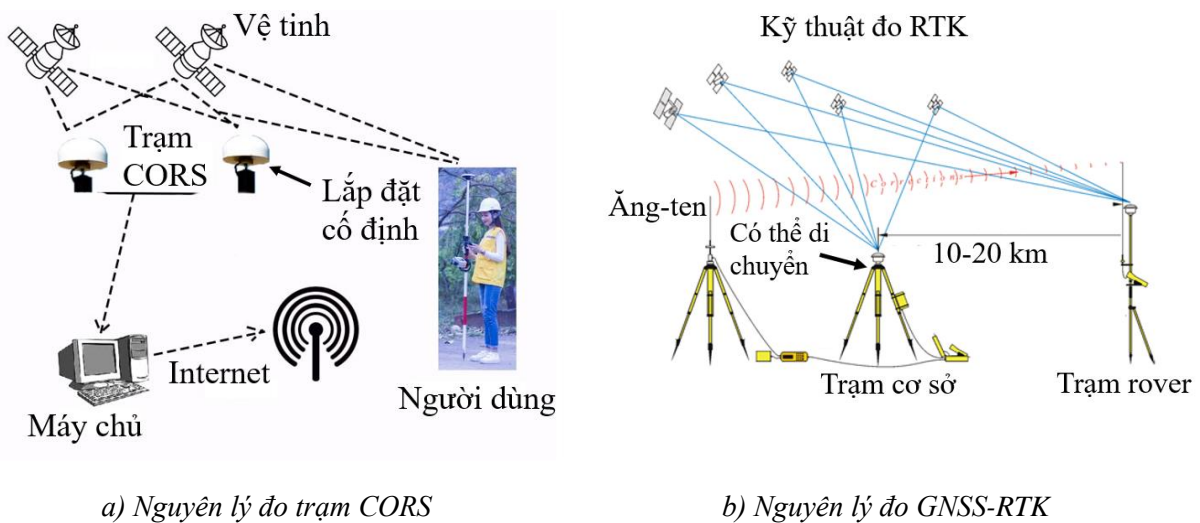 Vệ tinh
Trạm
CORS
Lắp đặt
cố định
Internet
Máy chủ
Người dùng
a) Nguyên lý đo trạm CORS
Kỹ thuật đo RTK
Ăng-ten
Có thể di
chuyển
10-20 km
Trạm cơ sở
Trạm rover
b) Nguyên lý đo GNSS-RTK